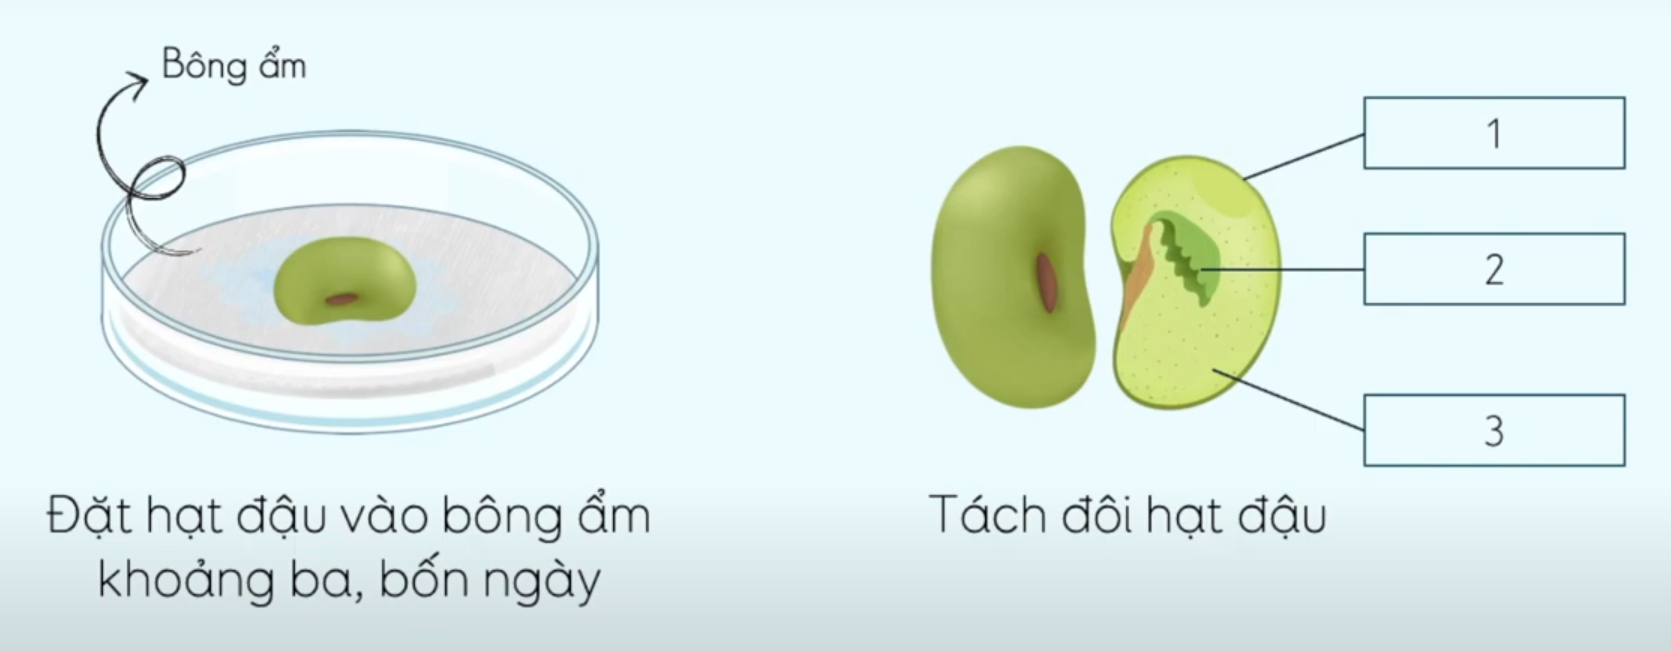 Bông ẩm
1
2
3
Đặt hạt đậu vào bông ẩm
khoảng ba, bốn ngày
Tách đôi hạt đậu